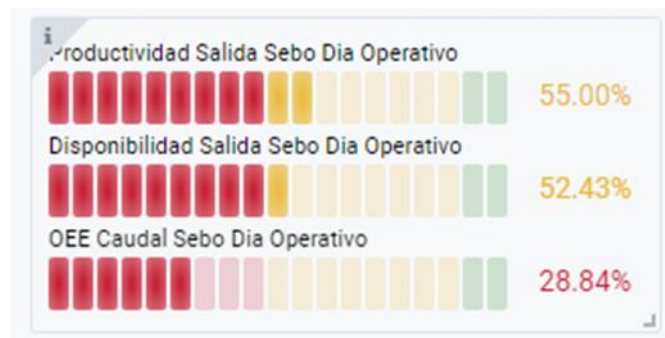 i
Productividad Salida Sebo Dia Operativo
55.00%
Disponibilidad Salida Sebo Dia Operativo
52.43%
OEE Caudal Sebo Dia Operativo
28.84%